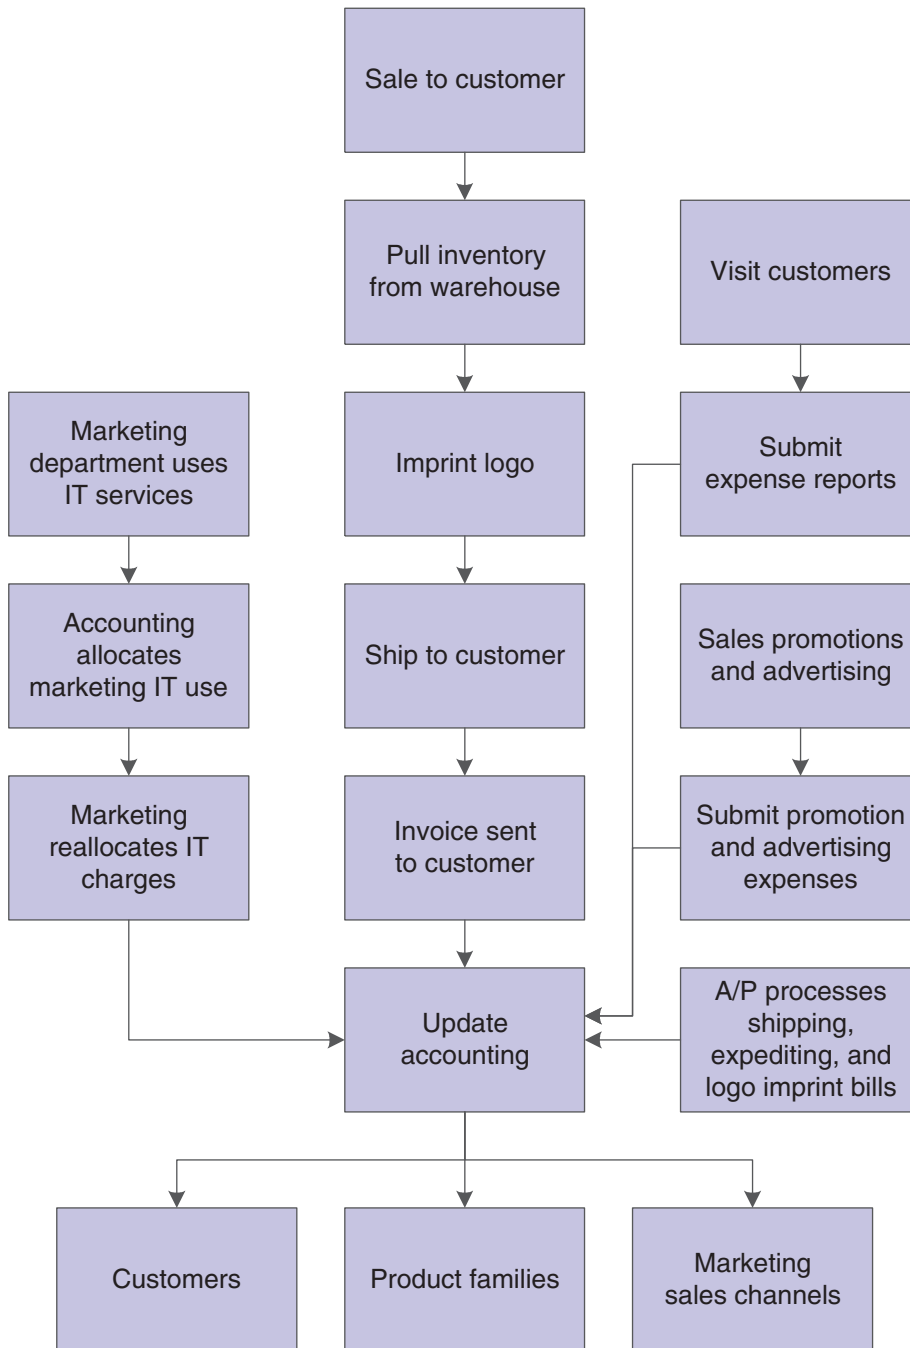 Sale to customer
Pull inventory
from warehouse
Visit customers
Marketing
department uses
IT services
Imprint logo
Submit
expense reports
Accounting
allocates
marketing IT use
Ship to customer
Sales promotions
and advertising
Marketing
reallocates IT
charges
Invoice sent
to customer
Submit promotion
and advertising
expenses
Update
accounting
A/P processes
shipping,
expediting, and
logo imprint bills
Customers
Product families
Marketing
sales channels